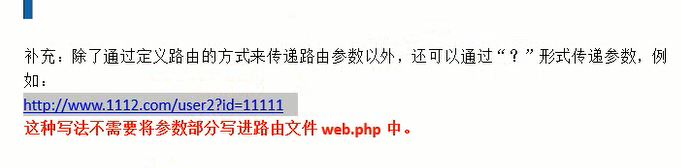 补充：除了通过定义路由的方式来传递路由参数以外，还可以通过“？”形式传递参数，例
如：
http://www.1112.com/user2?id=11111
这种写法不需要将参数部分写进路由文件 web.php 中。